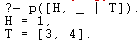 ?- p([H, _ | T]).
H = 1,
T = [3, 4].